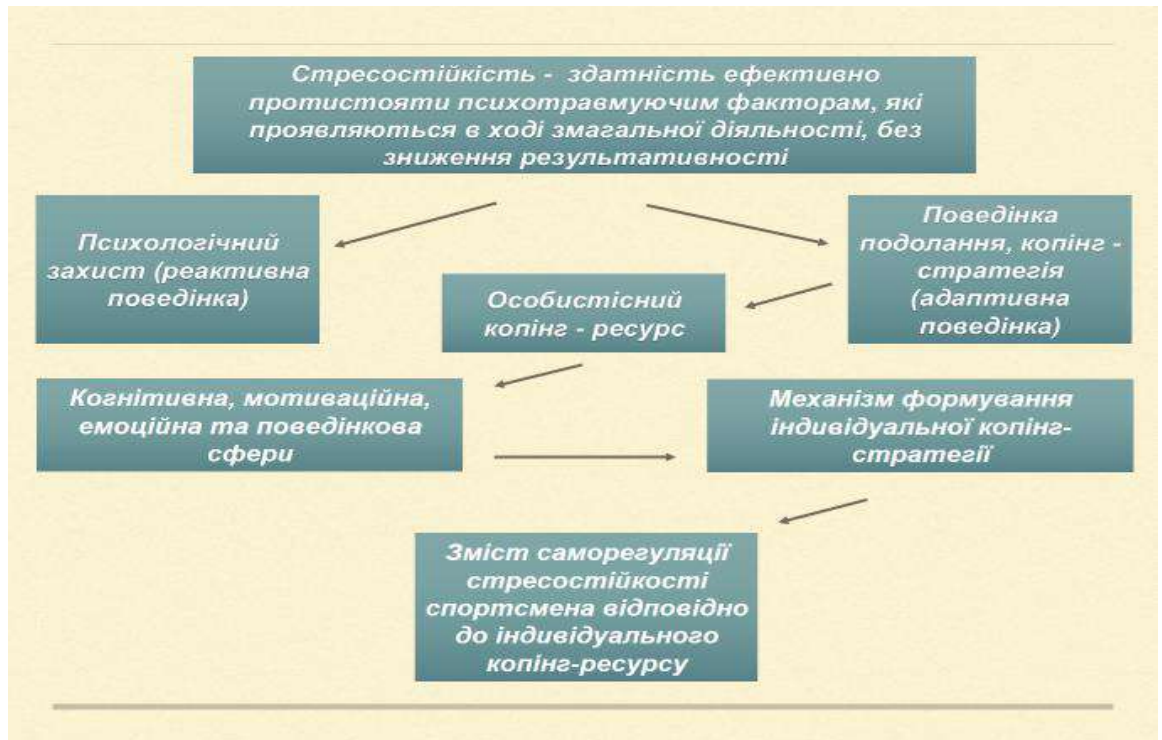 Стресостійкість - здатність ефективно
протистояти психотравмуючим факторам, які
проявляються в ході змагальної діяльності, без
зниження результативності
Психологічний
захист (реактивна
поведінка)
Поведінка
подолання, копінг -
стратегія
(адаптивна
поведінка)
Особистісний
копінг - ресурс
Когнітивна, мотиваційна,
емоційна та поведінкова
сфери
Механізм формування
індивідуальної копінг-
стратегії
Зміст саморегуляції
стресостійкості
спортсмена відповідно
до індивідуального
копінг-ресурсу